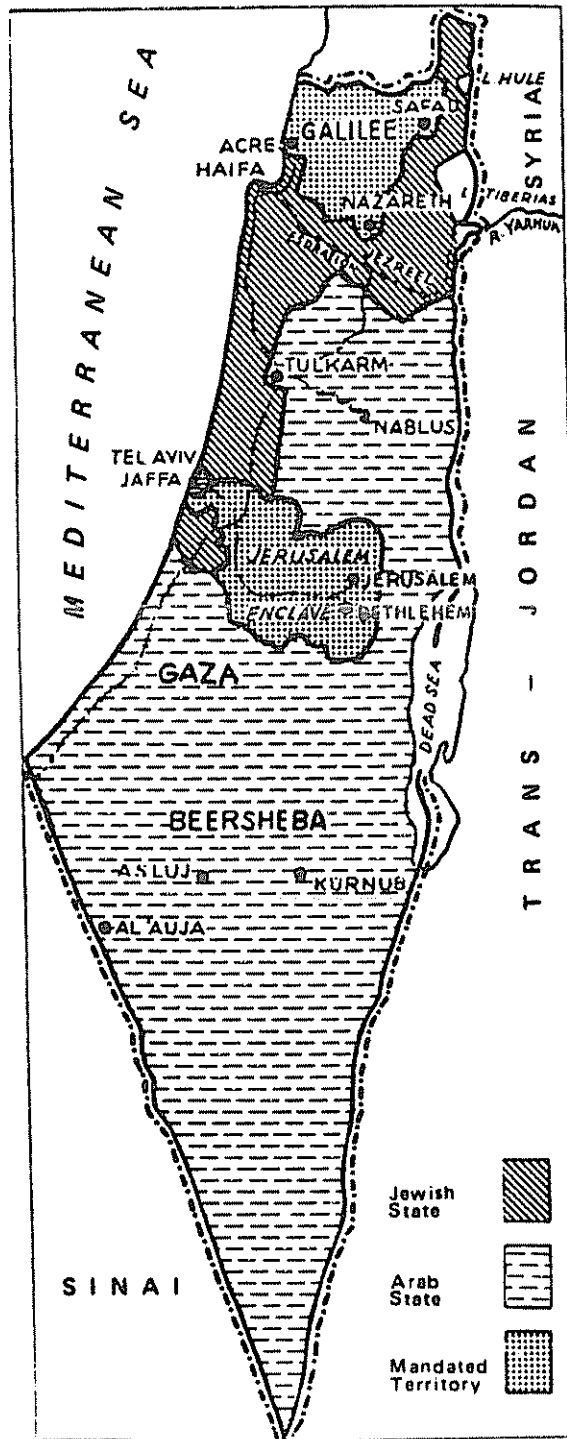 MEDITERRANEAN SEA
L. HULE
SAFAD
GALILEE
SYRIA
ACRE
HAIFA
L. TIBERIAS
NAZARETH
JEZREEL
TULKARM
NABLUS
TEL AVIV
JAFFA
JERUSALEM
JERUSALEM
ENCLAVE
BETHLEHEM
TRANS – JORDAN
GAZA
DEAD SEA
BEERSHEBA
ASLUJ
KURNUB
AL'AUJA
SINAI
Jewish
State
Arab
State
Mandated
Territory